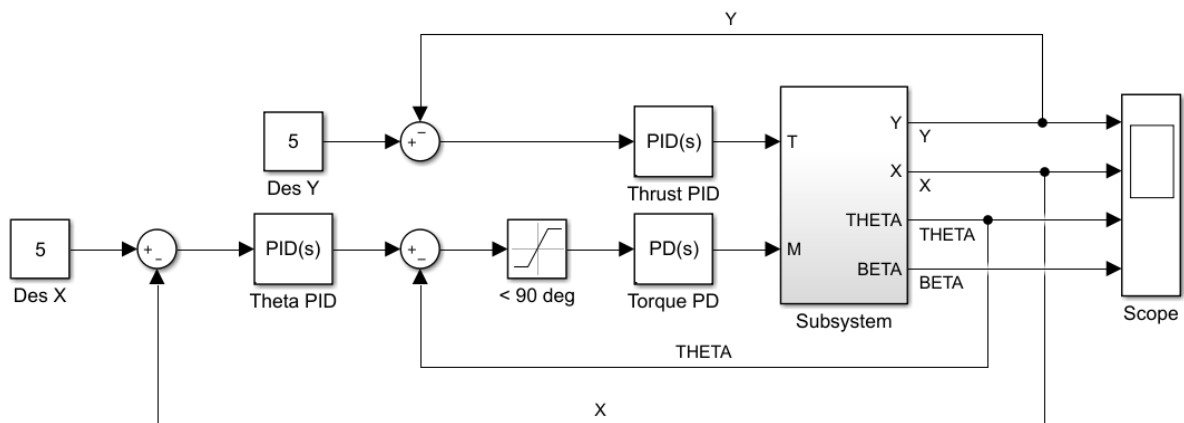 Y
5
Des Y
+
−
PID(s)
Thrust PID
T
M
Y
X
THETA
BETA
Subsystem
Y
X
THETA
BETA
Scope
5
Des X
+
-
PID(s)
Theta PID
+
-
< 90 deg
PD(s)
Torque PD
THETA
X